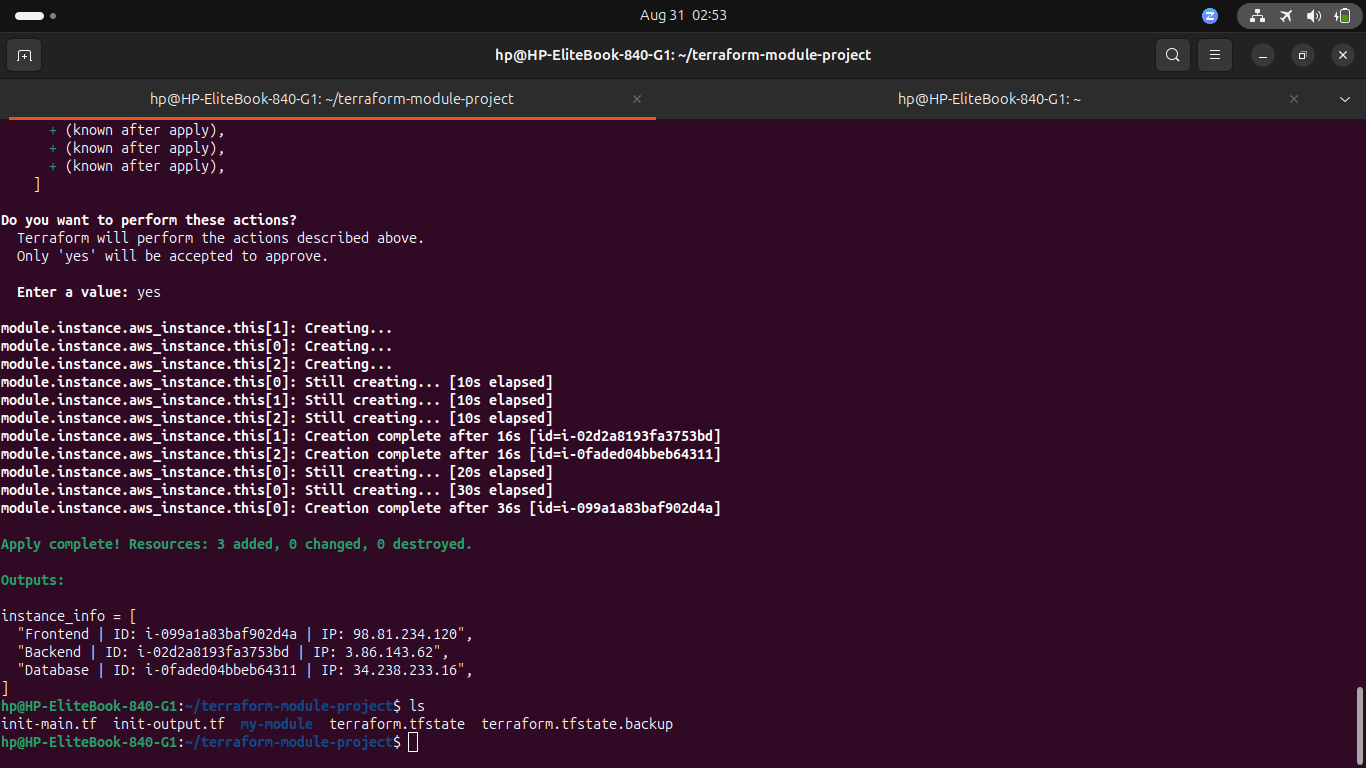 Aug 31 02:53
hp@HP-EliteBook-840-G1: ~/terraform-module-project
hp@HP-EliteBook-840-G1: ~/terraform-module-project
hp@HP-EliteBook-840-G1: ~
      + (known after apply),
      + (known after apply),
      + (known after apply),
    ]
Do you want to perform these actions?
  Terraform will perform the actions described above.
  Only 'yes' will be accepted to approve.
  Enter a value: yes
module.instance.aws_instance.this[1]: Creating...
module.instance.aws_instance.this[0]: Creating...
module.instance.aws_instance.this[2]: Creating...
module.instance.aws_instance.this[0]: Still creating... [10s elapsed]
module.instance.aws_instance.this[1]: Still creating... [10s elapsed]
module.instance.aws_instance.this[2]: Still creating... [10s elapsed]
module.instance.aws_instance.this[1]: Creation complete after 16s [id=i-02d2a8193fa3753bd]
module.instance.aws_instance.this[2]: Creation complete after 16s [id=i-0faded04bbeb64311]
module.instance.aws_instance.this[0]: Still creating... [20s elapsed]
module.instance.aws_instance.this[0]: Still creating... [30s elapsed]
module.instance.aws_instance.this[0]: Creation complete after 36s [id=i-099a1a83baf902d4a]
Apply complete! Resources: 3 added, 0 changed, 0 destroyed.
Outputs:
instance_info = [
  "Frontend | ID: i-099a1a83baf902d4a | IP: 98.81.234.120",
  "Backend | ID: i-02d2a8193fa3753bd | IP: 3.86.143.62",
  "Database | ID: i-0faded04bbeb64311 | IP: 34.238.233.16",
]
hp@HP-EliteBook-840-G1:~/terraform-module-project$ ls
init-main.tf  init-output.tf  my-module  terraform.tfstate  terraform.tfstate.backup
hp@HP-EliteBook-840-G1:~/terraform-module-project$